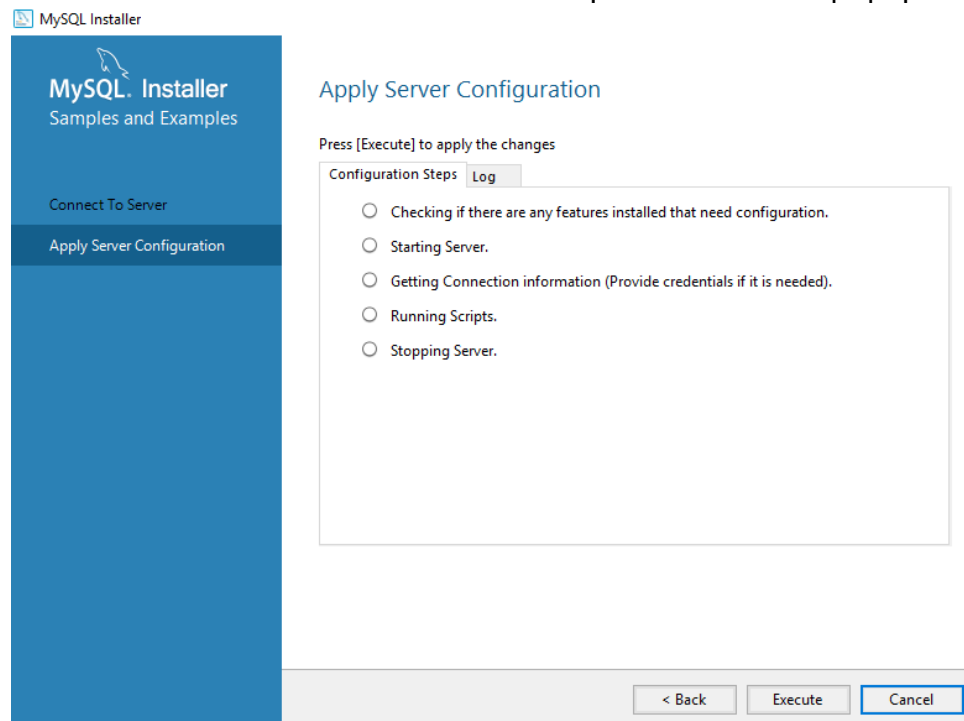 MySQL Installer
MySQL. Installer
Samples and Examples
Connect To Server
Apply Server Configuration
Apply Server Configuration
Press [Execute] to apply the changes
Configuration Steps
Log
Checking if there are any features installed that need configuration.
Starting Server.
Getting Connection information (Provide credentials if it is needed).
Running Scripts.
Stopping Server.
< Back
Execute
Cancel